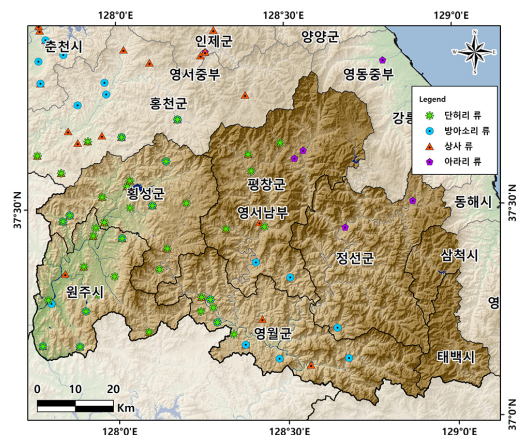 128°0'E
128°30'E
129°0'E
인제군
양양군
춘천시
영서중부
영동중부
홍천군
강릉
Legend
단허리 류
방아소리 류
상사 류
아라리 류
37°30'N
37°30'N
횡성군
평창군
동해시
영서남부
정선군
삼척시
원주시
영
영월군
태백시
0 10 20
Km
37°0'N
128°0'E
128°30'E
129°0'E